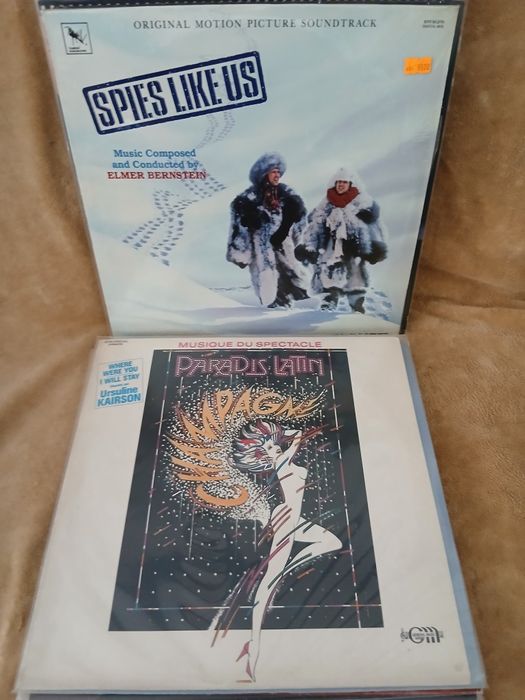 ORIGINAL MOTION PICTURE SOUNDTRACK
SPIES LIKE US
Music Composed
and Conducted by
ELMER BERNSTEIN
MUSIQUE DU SPECTACLE
PARADIS LATIN
CHAMPAGNE
WHERE
WERE YOU
I WILL STAY
Ursuline
KAIRSON